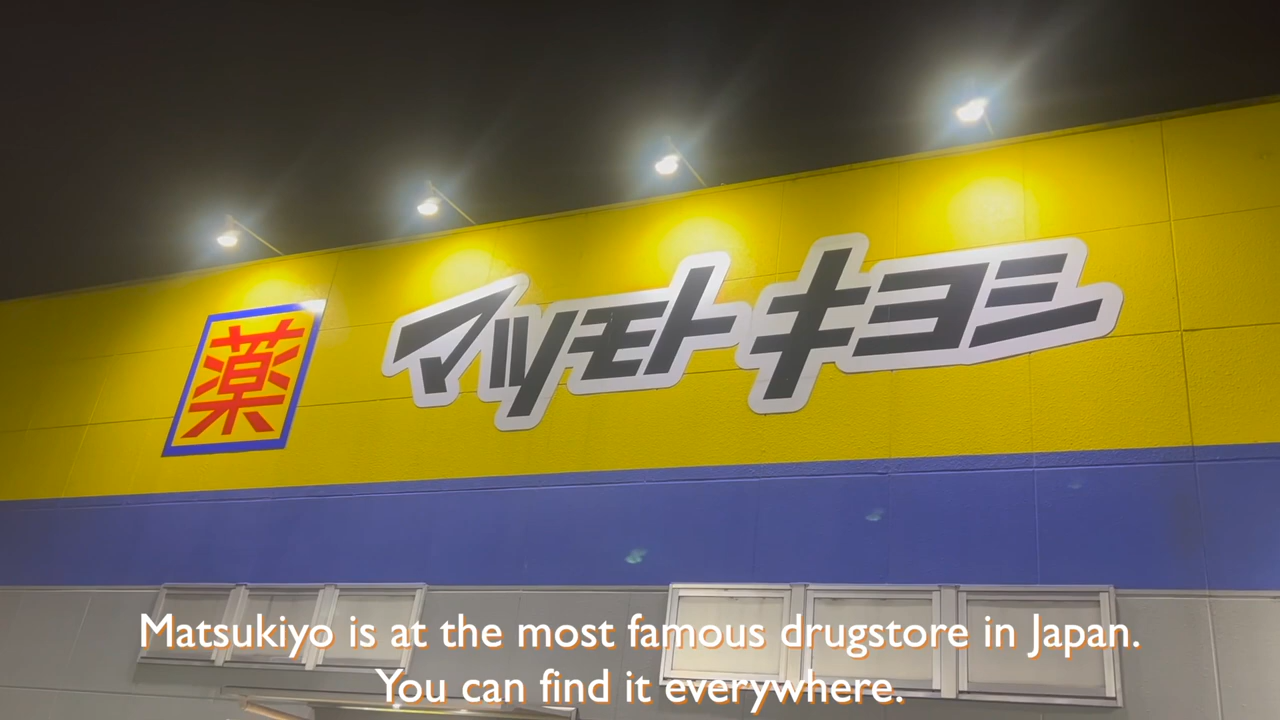 薬 マツモトキヨシ
Matsukiyo is at the most famous drugstore in Japan.
You can find it everywhere.